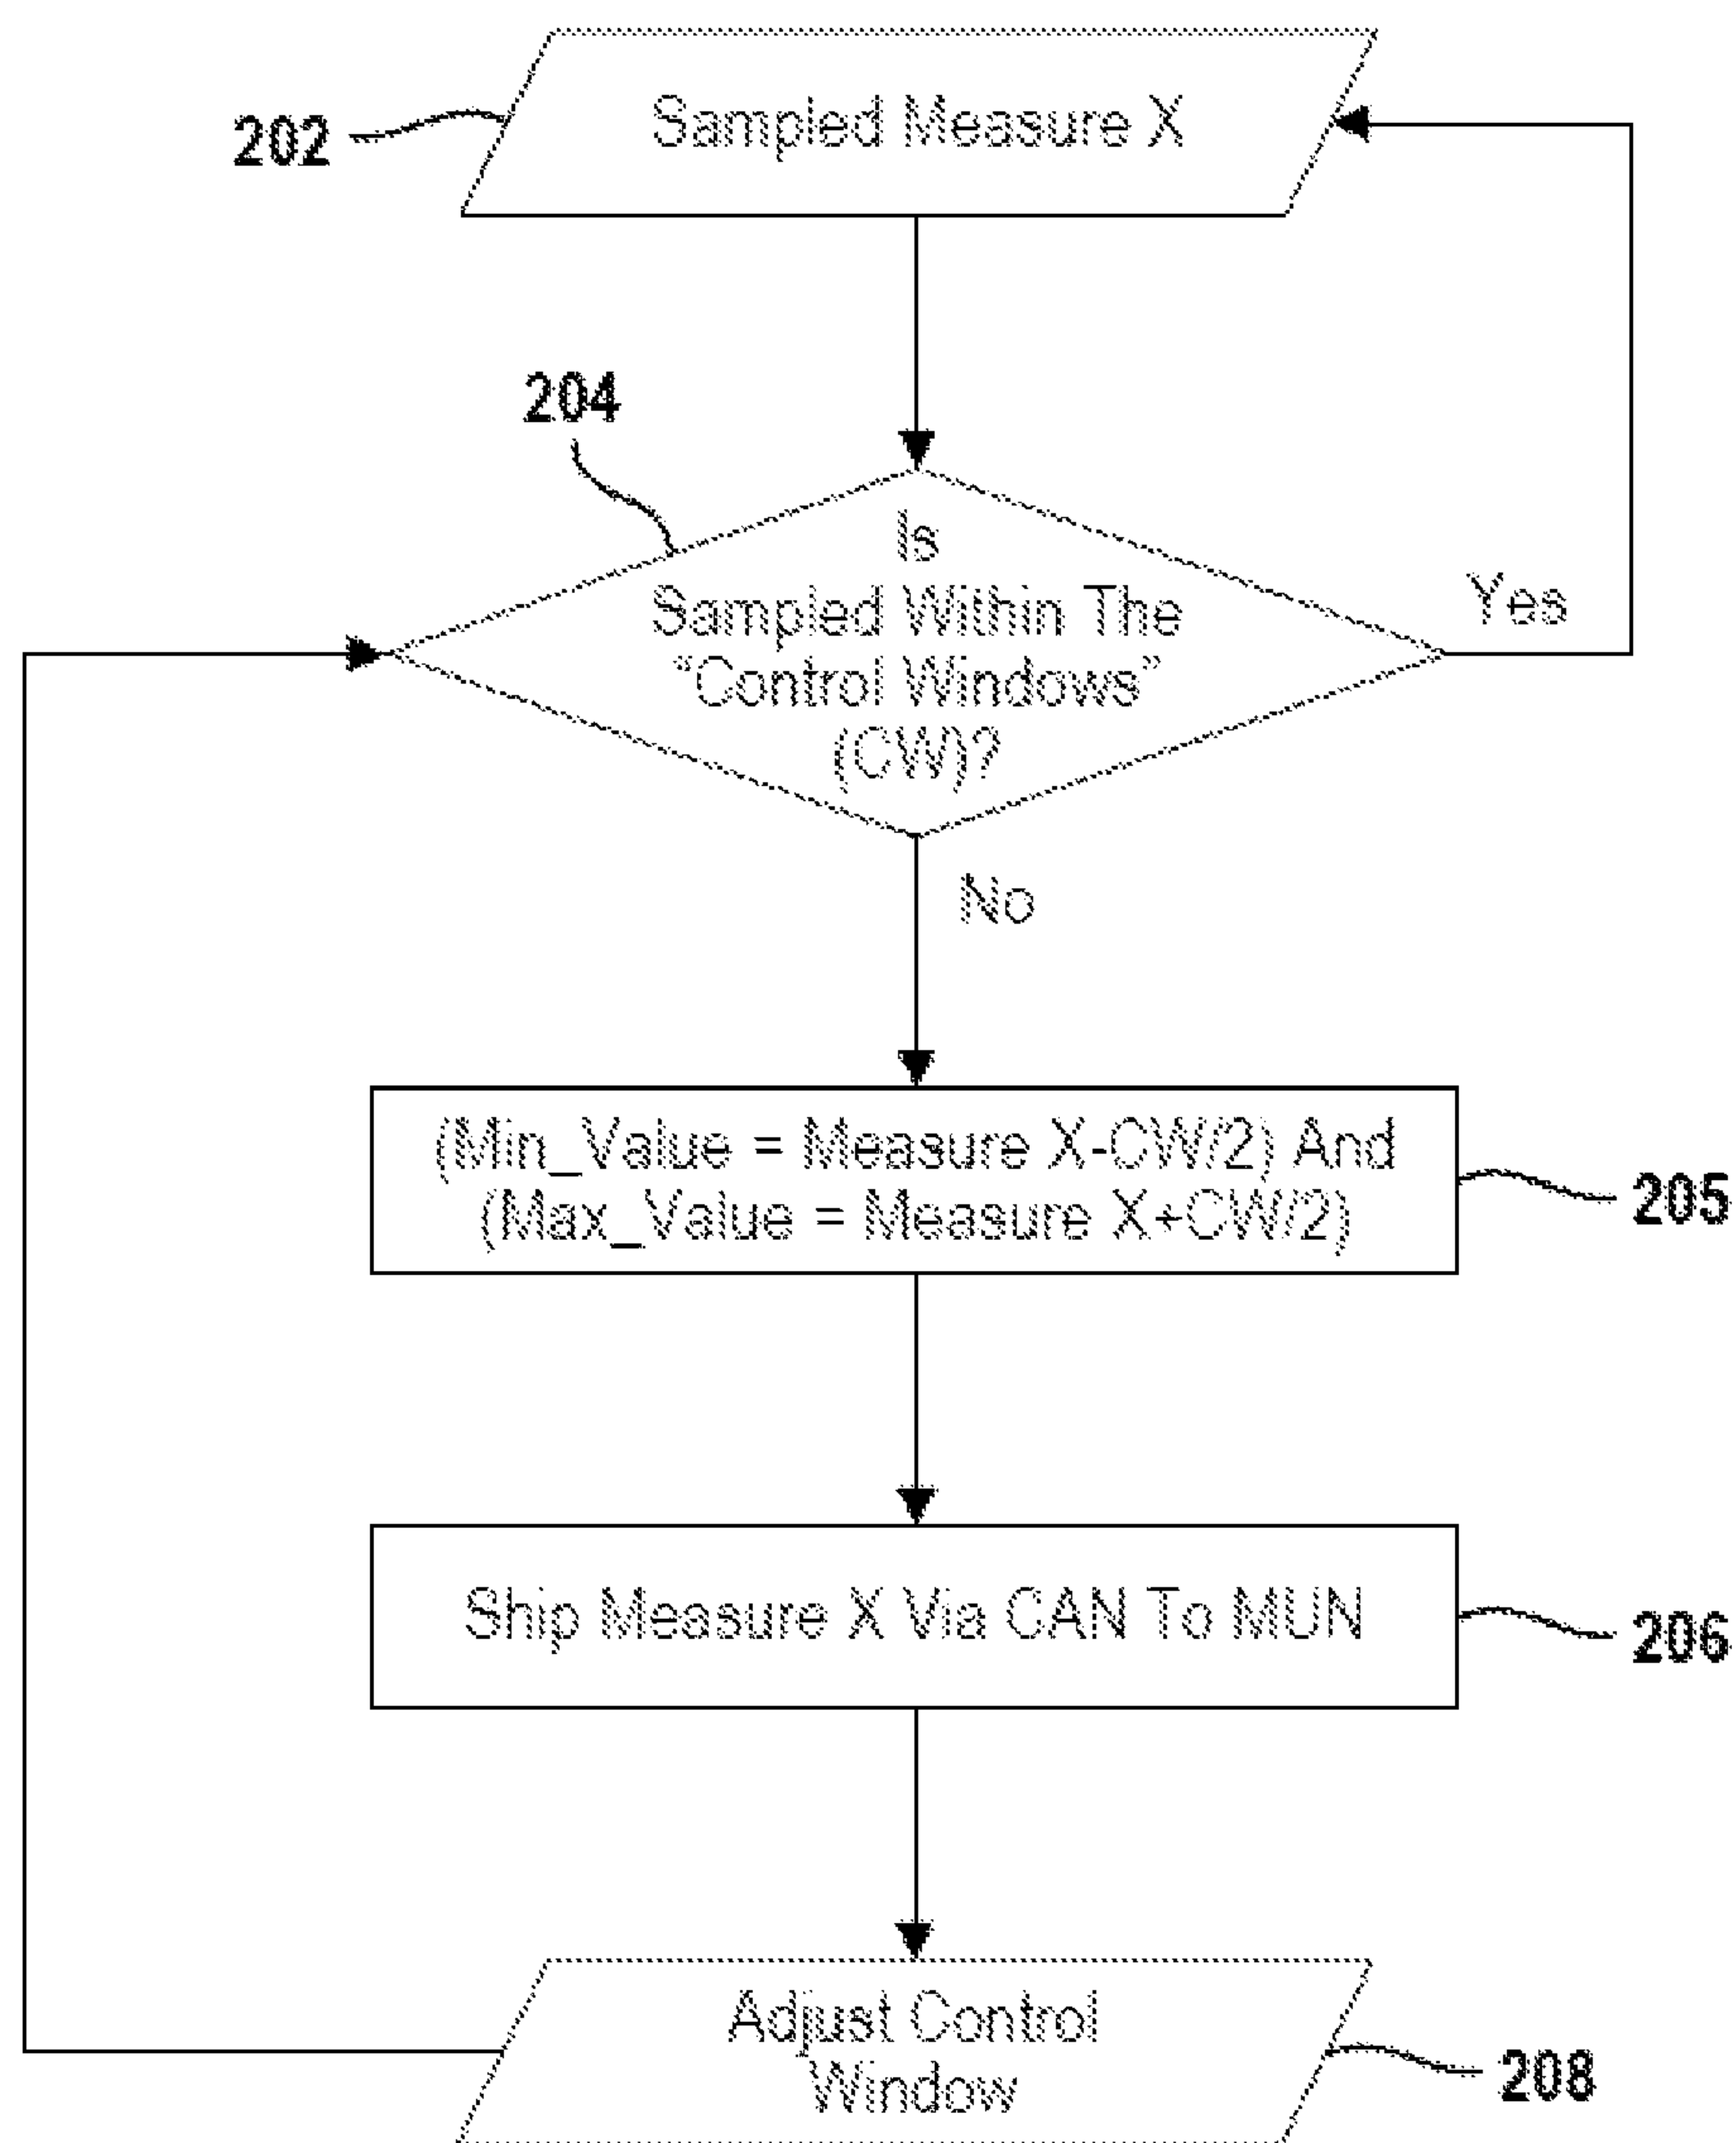 202
Sampled Measure X
204
Is
Sampled Within The
“Control Windows”
(CW)?
Yes
No
(Min_Value = Measure X-CW/2) And
(Max_Value = Measure X+CW/2)
205
Ship Measure X Via CAN To MUN
206
Adjust Control
Window
208